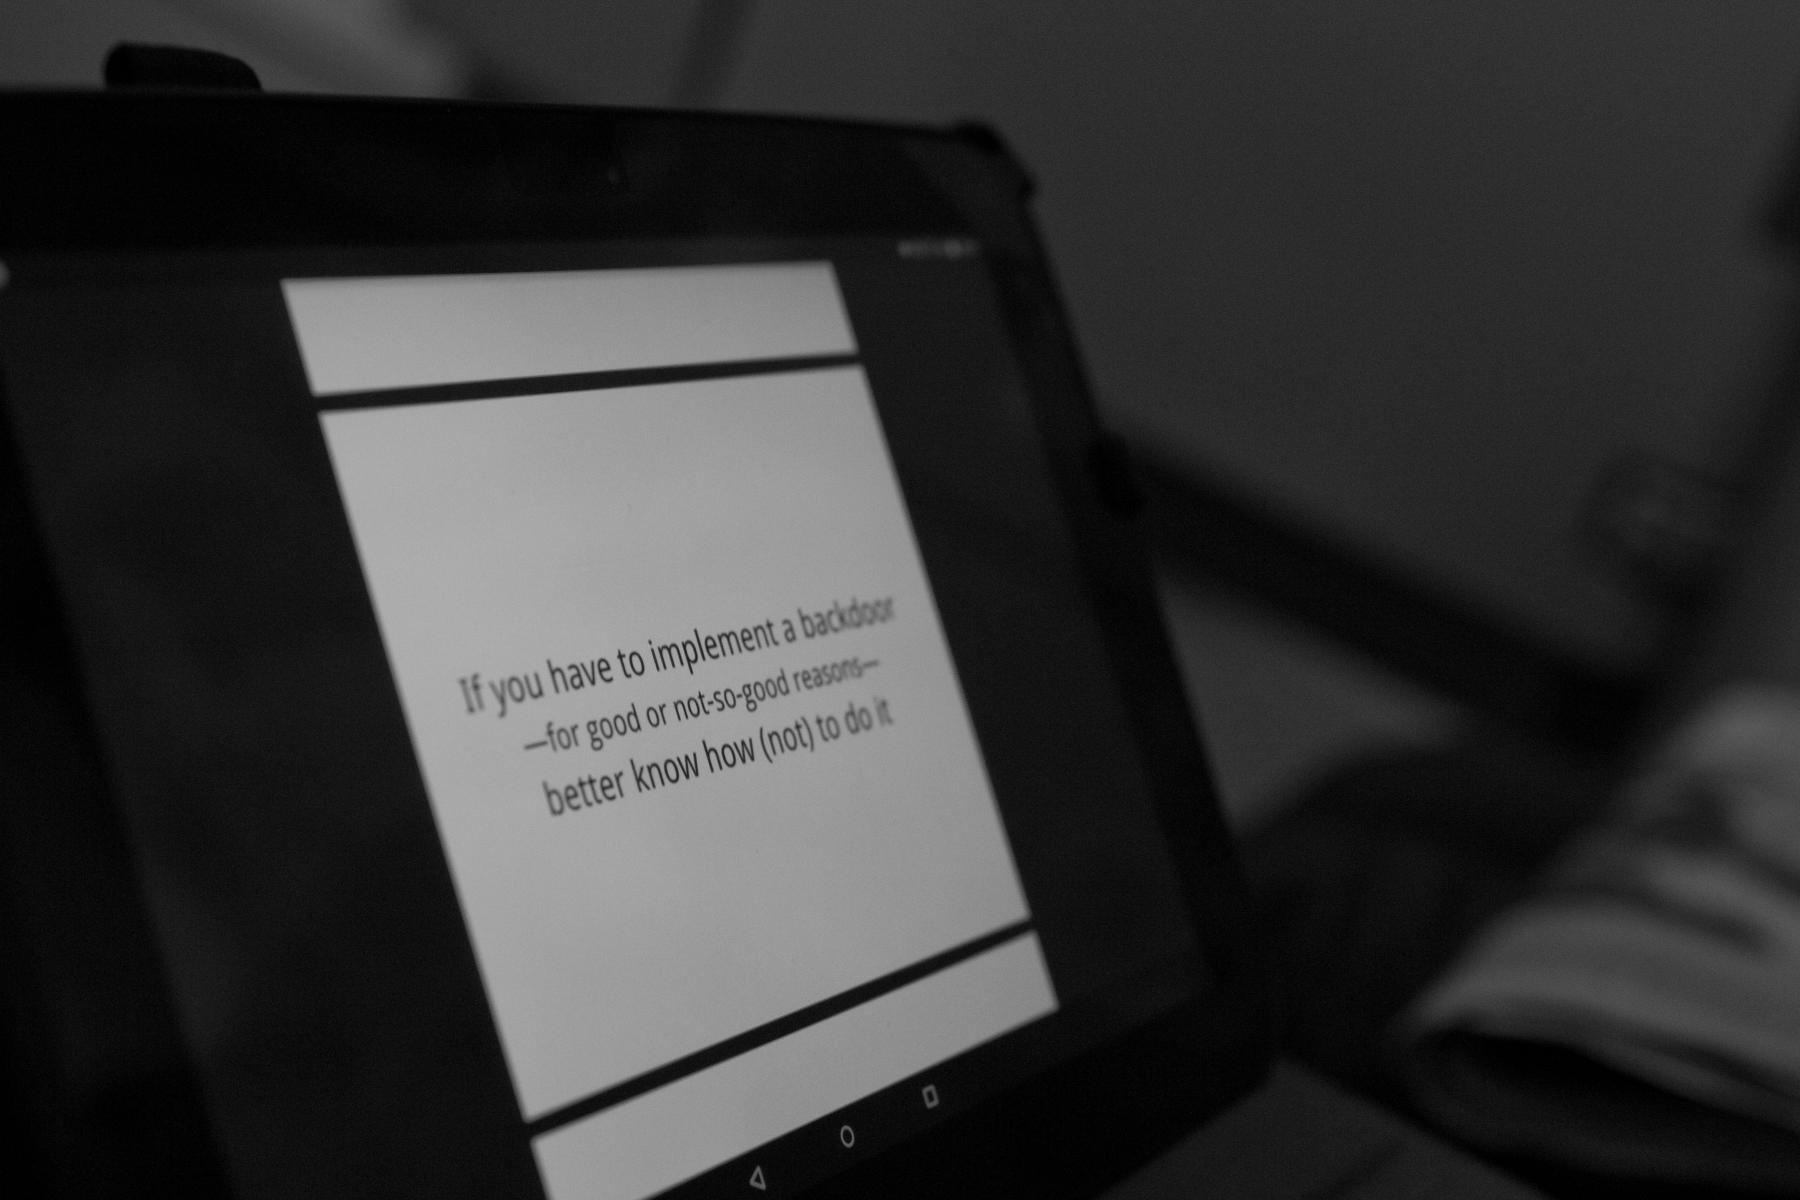 If you have to implement a backdoor
—for good or not-so-good reasons—
better know how (not) to do it